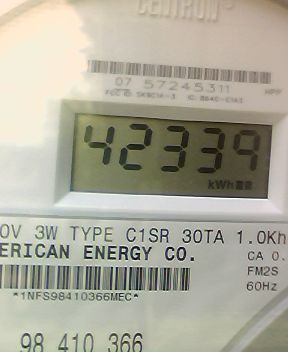 CENTRON
07 57245311
HPP
42339
kWh
0V 3W TYPE C1SR 30TA 1.0Kh
ERICAN ENERGY CO.
CA 0.
FM2S
*1NFS98410366MEC*
60Hz
98 410 366